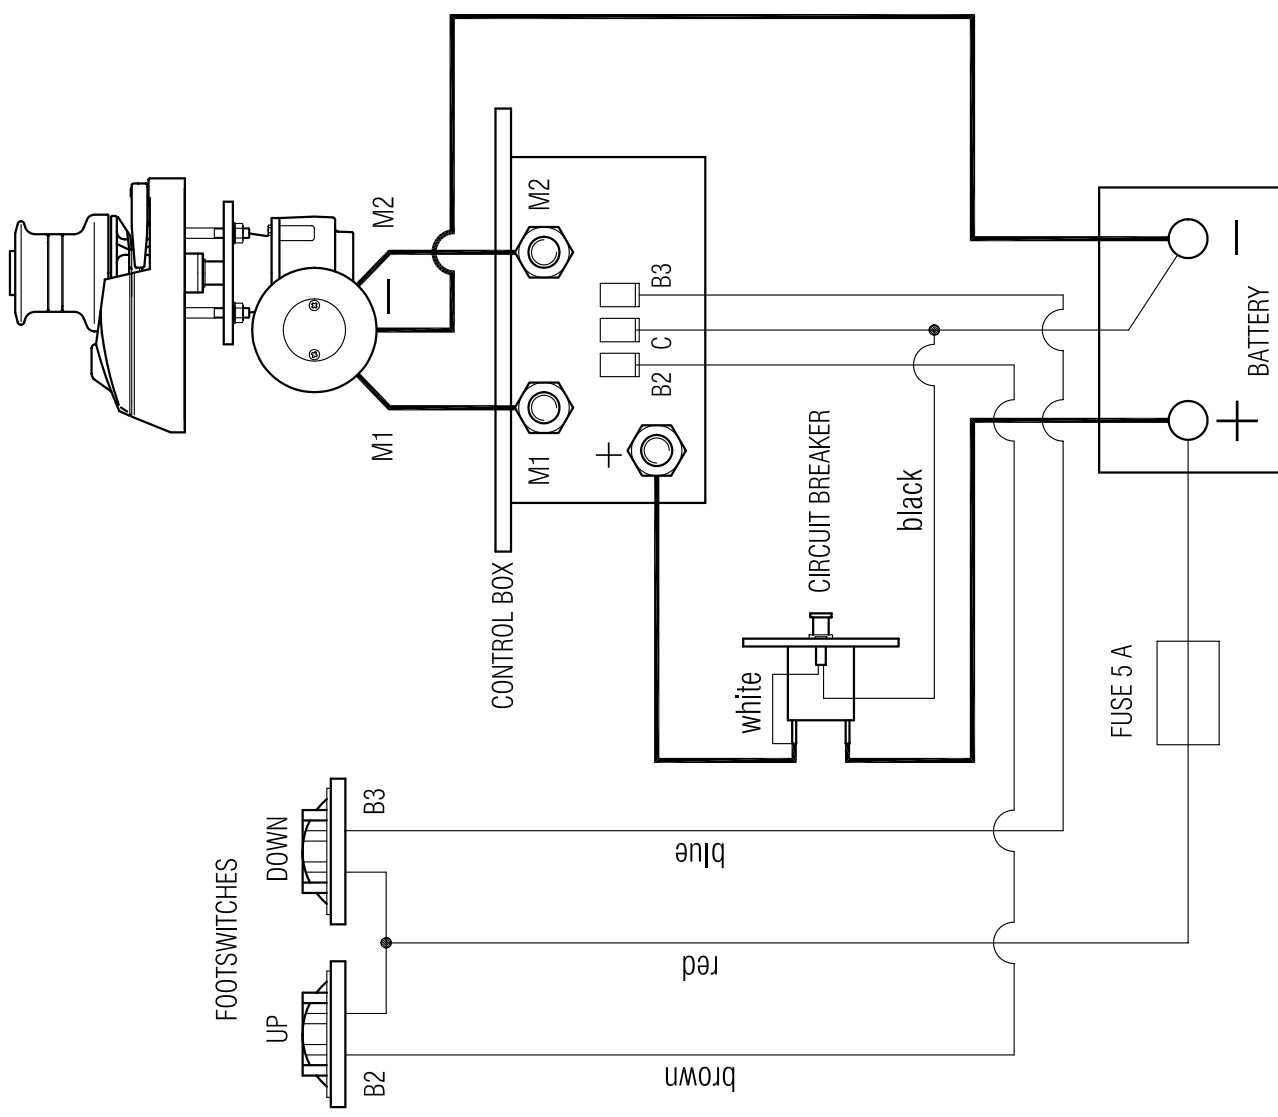 FOOTSWITCHES
UP
DOWN
B2
B3
brown
red
blue
white
black
CIRCUIT BREAKER
FUSE 5 A
CONTROL BOX
M1
M2
−
M1
M2
+
B2
C
B3
BATTERY
+
−